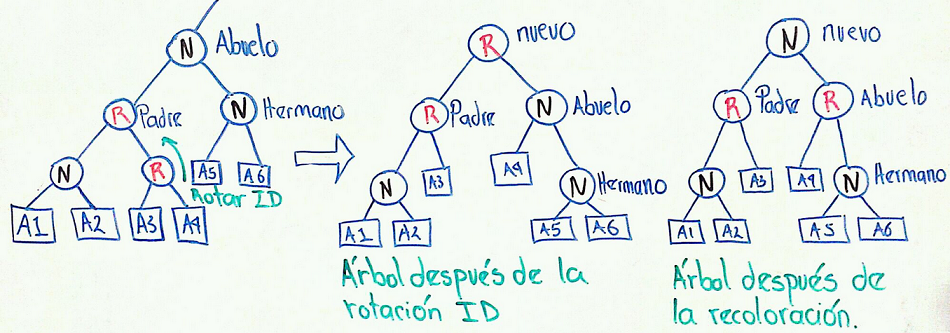 N Abuelo
R Padre
N Hermano
N
R
A5 A6
Rotar ID
A1 A2 A3 A4
R nuevo
R Padre
N Abuelo
N
A3
A4
N Hermano
A1 A2
A5 A6
Árbol después de la
rotación ID
N nuevo
R Padre
R Abuelo
N
A3
A4
N Hermano
A1 A2
A5 A6
Árbol después de
la recoloración.